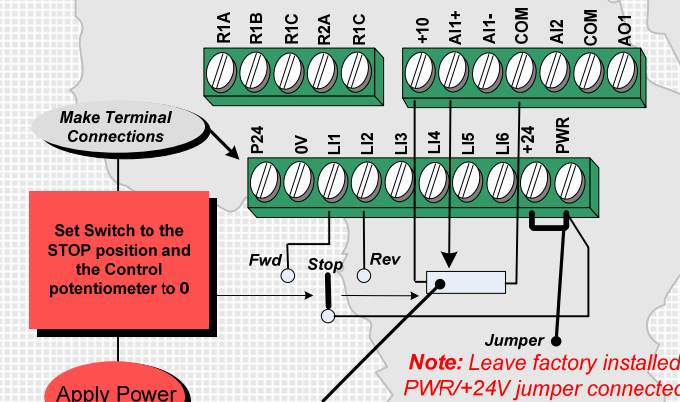 R1A R1B R1C R2A R1C
+10 AI1+ AI1- COM AI2 COM AO1
Make Terminal
Connections
P24 0V LI1 LI2 LI3 LI4 LI5 LI6 +24 PWR
Set Switch to the
STOP position and
the Control
potentiometer to 0
Fwd Stop Rev
Jumper
Note: Leave factory installed
PWR/+24V jumper connected
Apply Power